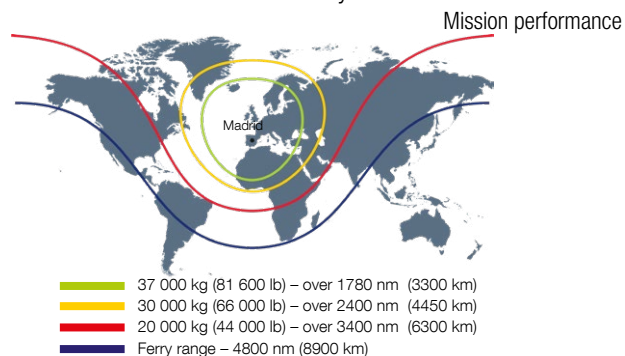 Mission performance
Madrid
37 000 kg (81 600 lb) – over 1780 nm (3300 km)
30 000 kg (66 000 lb) – over 2400 nm (4450 km)
20 000 kg (44 000 lb) – over 3400 nm (6300 km)
Ferry range – 4800 nm (8900 km)